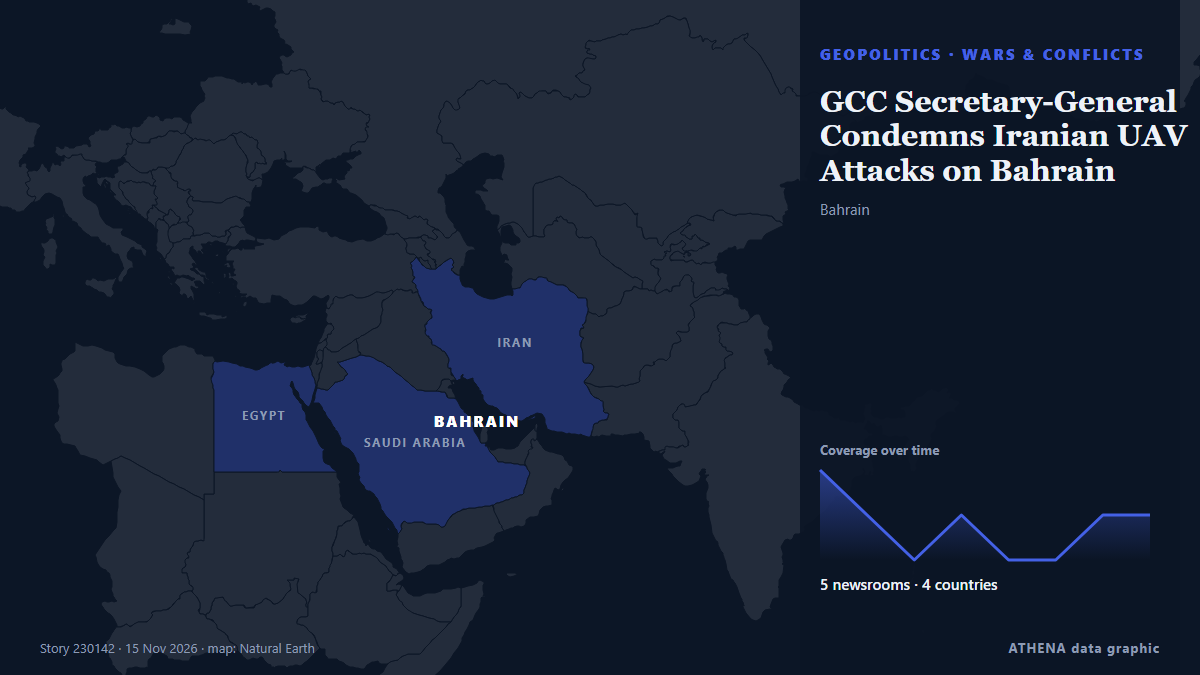 GEOPOLITICS · WARS & CONFLICTS
GCC Secretary-General
Condemns Iranian UAV
Attacks on Bahrain
Bahrain
IRAN
EGYPT
BAHRAIN
SAUDI ARABIA
Coverage over time
5 newsrooms · 4 countries
Story 230142 · 15 Nov 2026 · map: Natural Earth
ATHENA data graphic